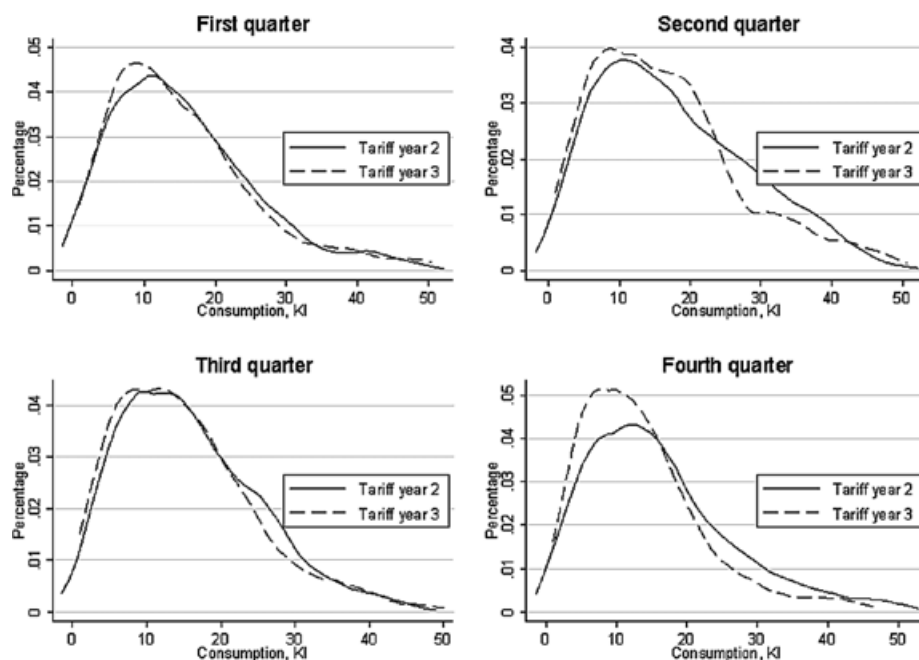 First quarter
Percentage
0 .01 .02 .03 .04 .05
Tariff year 2
Tariff year 3
0 10 20 30 40 50
Consumption, Kl
Second quarter
Percentage
0 .01 .02 .03 .04
Tariff year 2
Tariff year 3
0 10 20 30 40 50
Consumption, Kl
Third quarter
Percentage
0 .01 .02 .03 .04
Tariff year 2
Tariff year 3
0 10 20 30 40 50
Consumption, Kl
Fourth quarter
Percentage
0 .01 .02 .03 .04 .05
Tariff year 2
Tariff year 3
0 10 20 30 40 50
Consumption, Kl